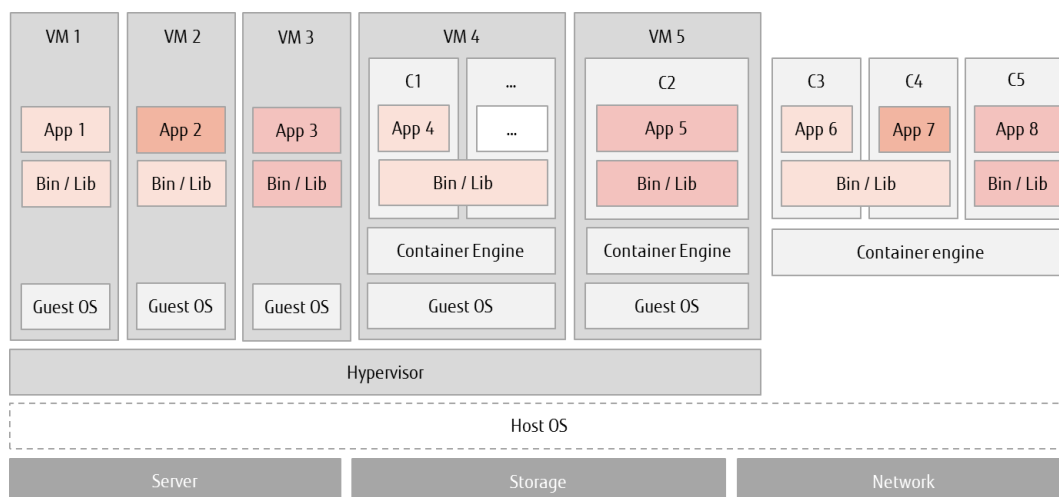 VM 1
VM 2
VM 3
VM 4
VM 5
C1
...
C2
C3
C4
C5
App 1
App 2
App 3
App 4
...
App 5
App 6
App 7
App 8
Bin / Lib
Bin / Lib
Bin / Lib
Bin / Lib
Bin / Lib
Bin / Lib
Bin / Lib
Container Engine
Container Engine
Container engine
Guest OS
Guest OS
Guest OS
Guest OS
Guest OS
Hypervisor
Host OS
Server
Storage
Network